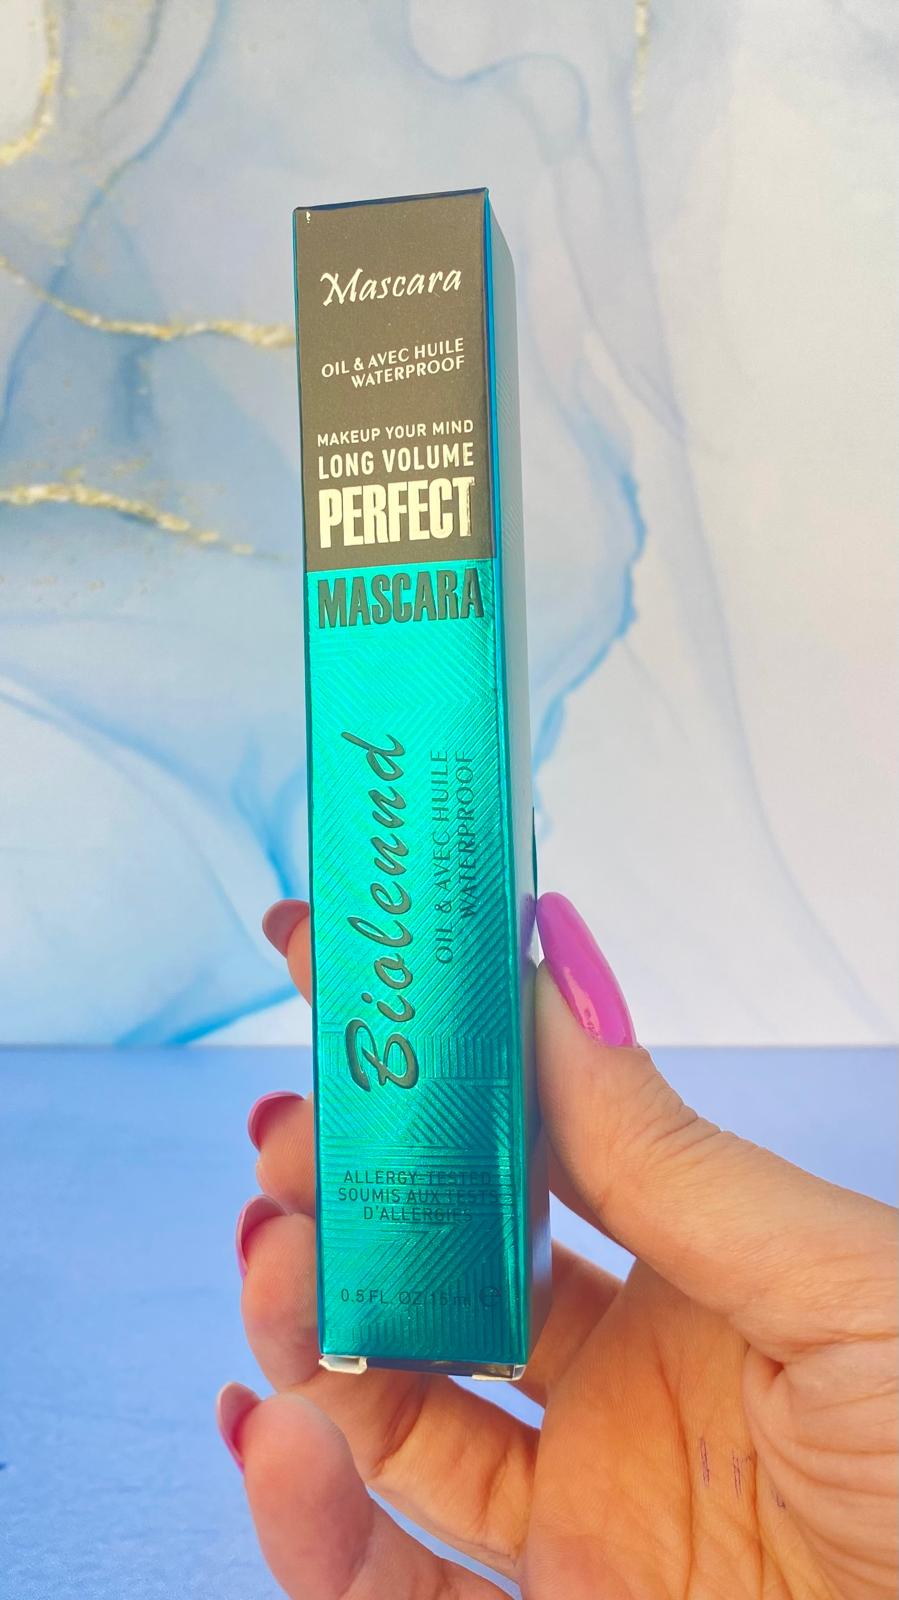 Mascara
OIL & AVEC HUILE
WATERPROOF
MAKEUP YOUR MIND
LONG VOLUME
PERFECT
MASCARA
Biolennd
OIL & AVEC HUILE
WATERPROOF
ALLERGY-TESTED
SOUMIS AUX TESTS
D'ALLERGIES
0.5 FL. OZ 15 ml